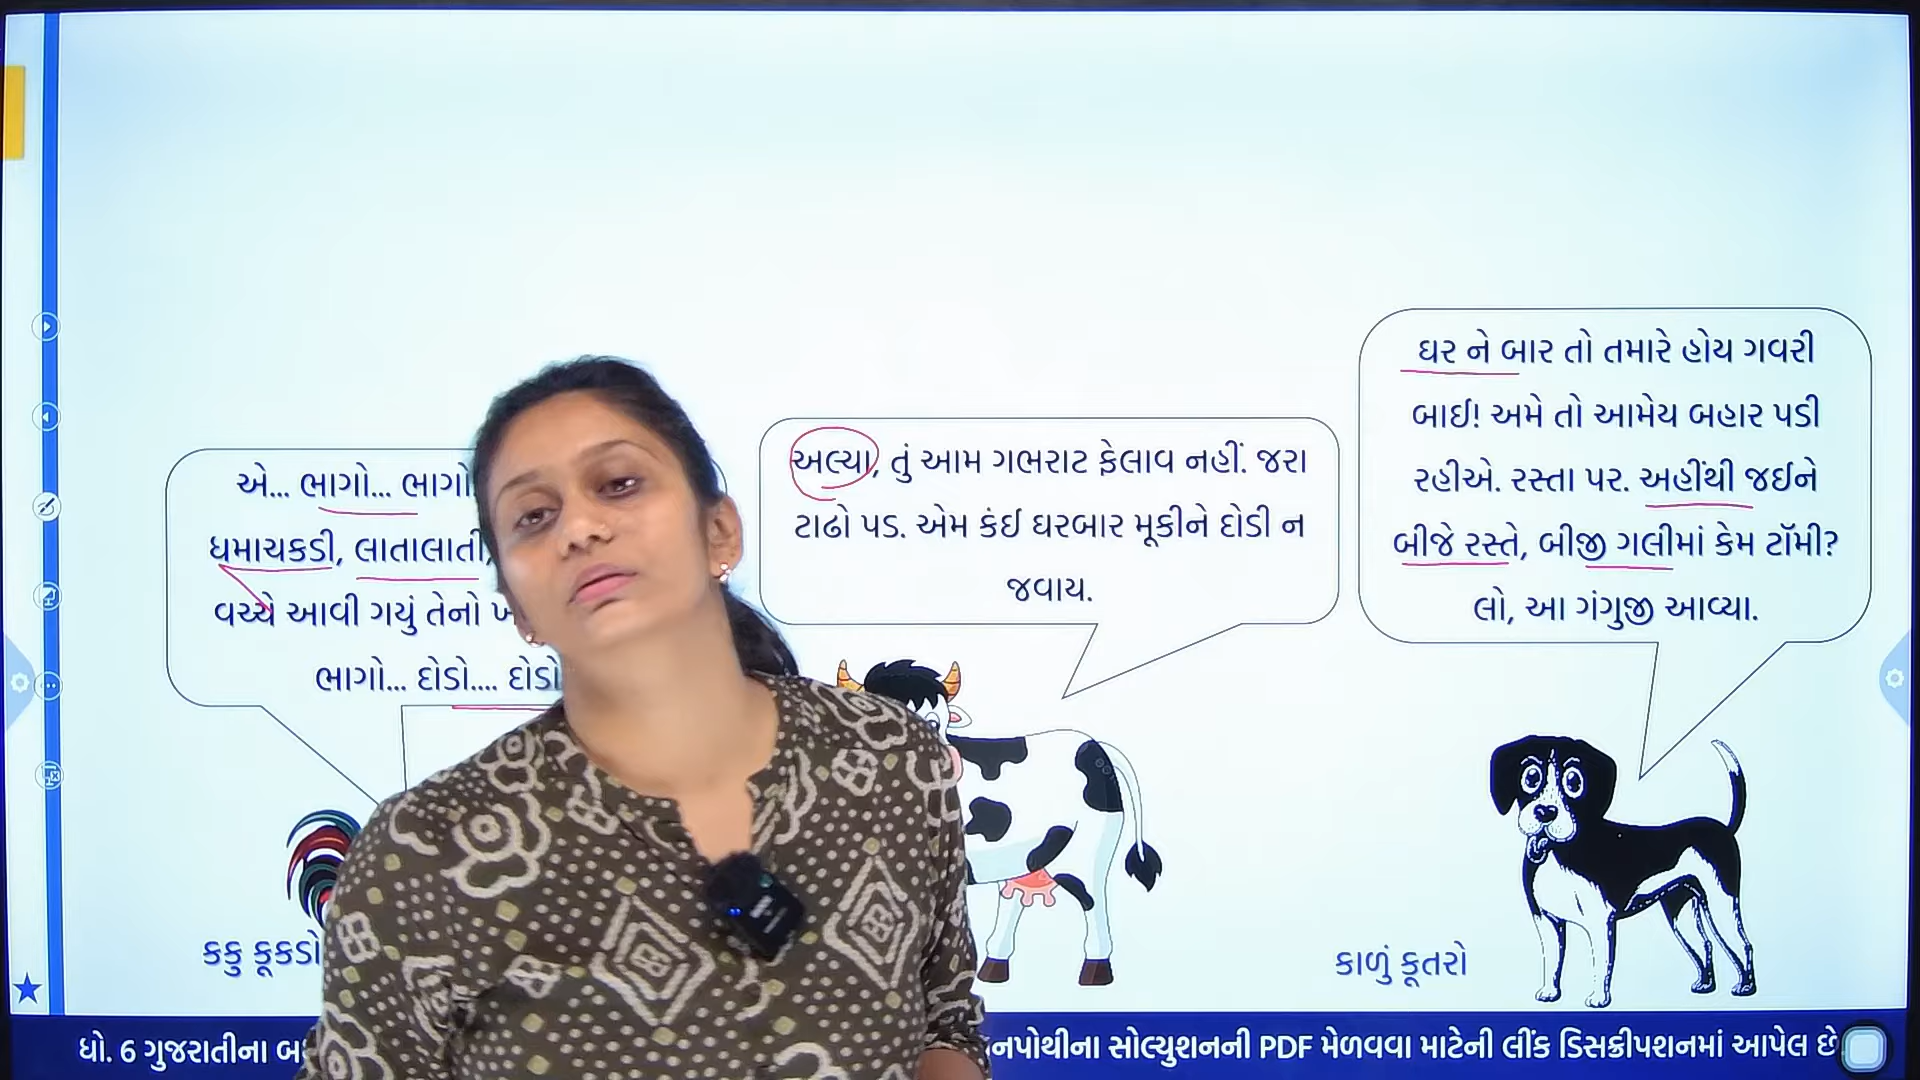 એ... ભાગો... ભાગો.
ધમાચકડી, લાતાલાતી,
વચ્ચે આવી ગયું તેનો
ભાગો... દોડો.... દોડો
કકુ કૂકડો
અલ્યા, તું આમ ગભરાટ ફેલાવ નહીં. જરા
ટાઢો પડ. એમ કંઈ ઘરબાર મૂકીને દોડી ન
જવાય.
ઘર ને બાર તો તમારે હોય ગવરી
બાઈ! અમે તો આમેય બહાર પડી
રહીએ. રસ્તા પર. અહીંથી જઈને
બીજે રસ્તે, બીજી ગલીમાં કેમ ટૉમી?
લો, આ ગંગુજી આવ્યા.
કાળું કૂતરો
ધો. 6 ગુજરાતીના સોલ્યુશનની PDF મેળવવા માટેની લીંક ડિસક્રીપશનમાં આપેલ છે